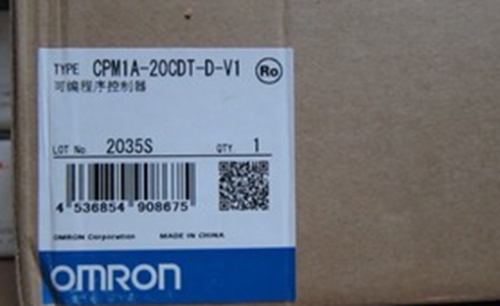 TYPE CPM1A-20CDT-D-V1 Ro
可编程序控制器
LOT No. 2035S QTY. 1
4 536854 908675
OMRON Corporation MADE IN CHINA
OMRON